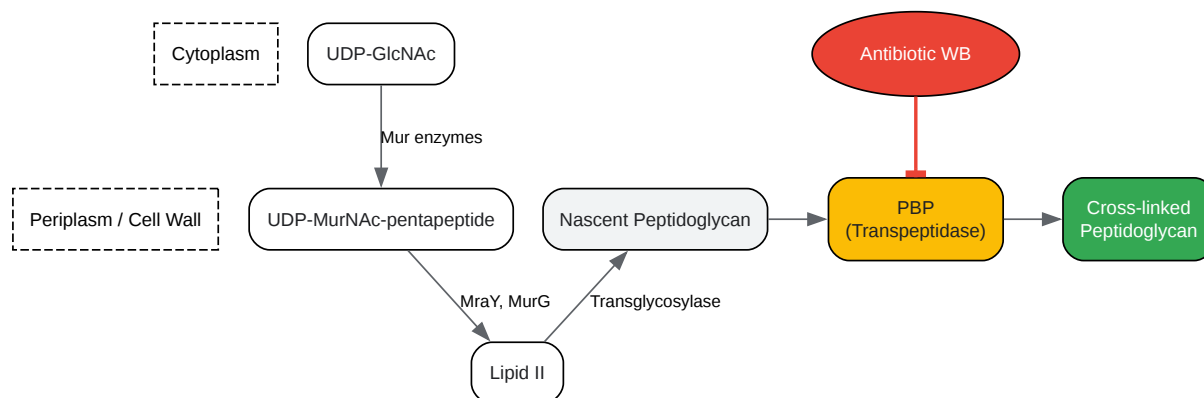 Cytoplasm
UDP-GlcNAc
Antibiotic WB
Mur enzymes
Periplasm / Cell Wall
UDP-MurNAc-pentapeptide
Nascent Peptidoglycan
PBP
(Transpeptidase)
Cross-linked
Peptidoglycan
MraY, MurG
Transglycosylase
Lipid II